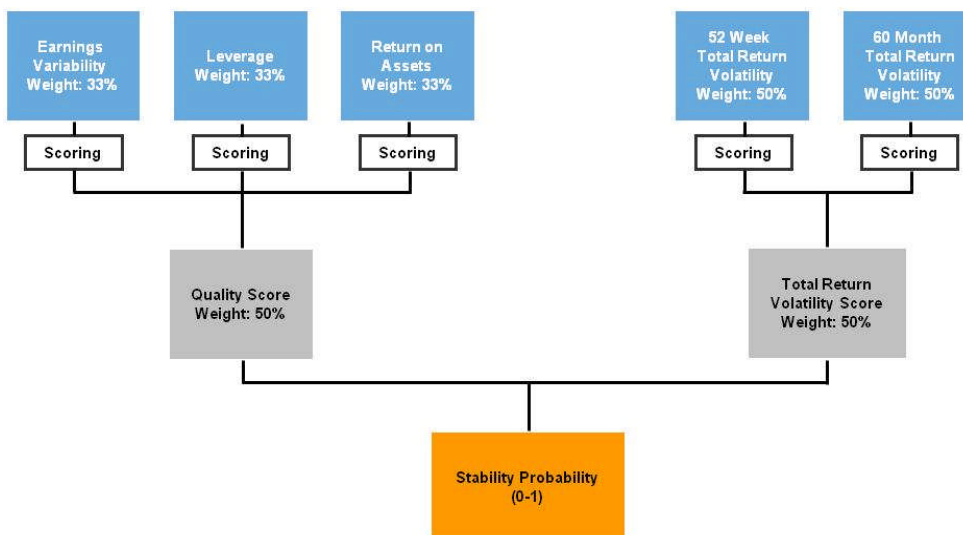 Earnings
Variability
Weight: 33%
Leverage
Weight: 33%
Return on
Assets
Weight: 33%
52 Week
Total Return
Volatility
Weight: 50%
60 Month
Total Return
Volatility
Weight: 50%
Scoring
Scoring
Scoring
Scoring
Scoring
Quality Score
Weight: 50%
Total Return
Volatility Score
Weight: 50%
Stability Probability
(0-1)